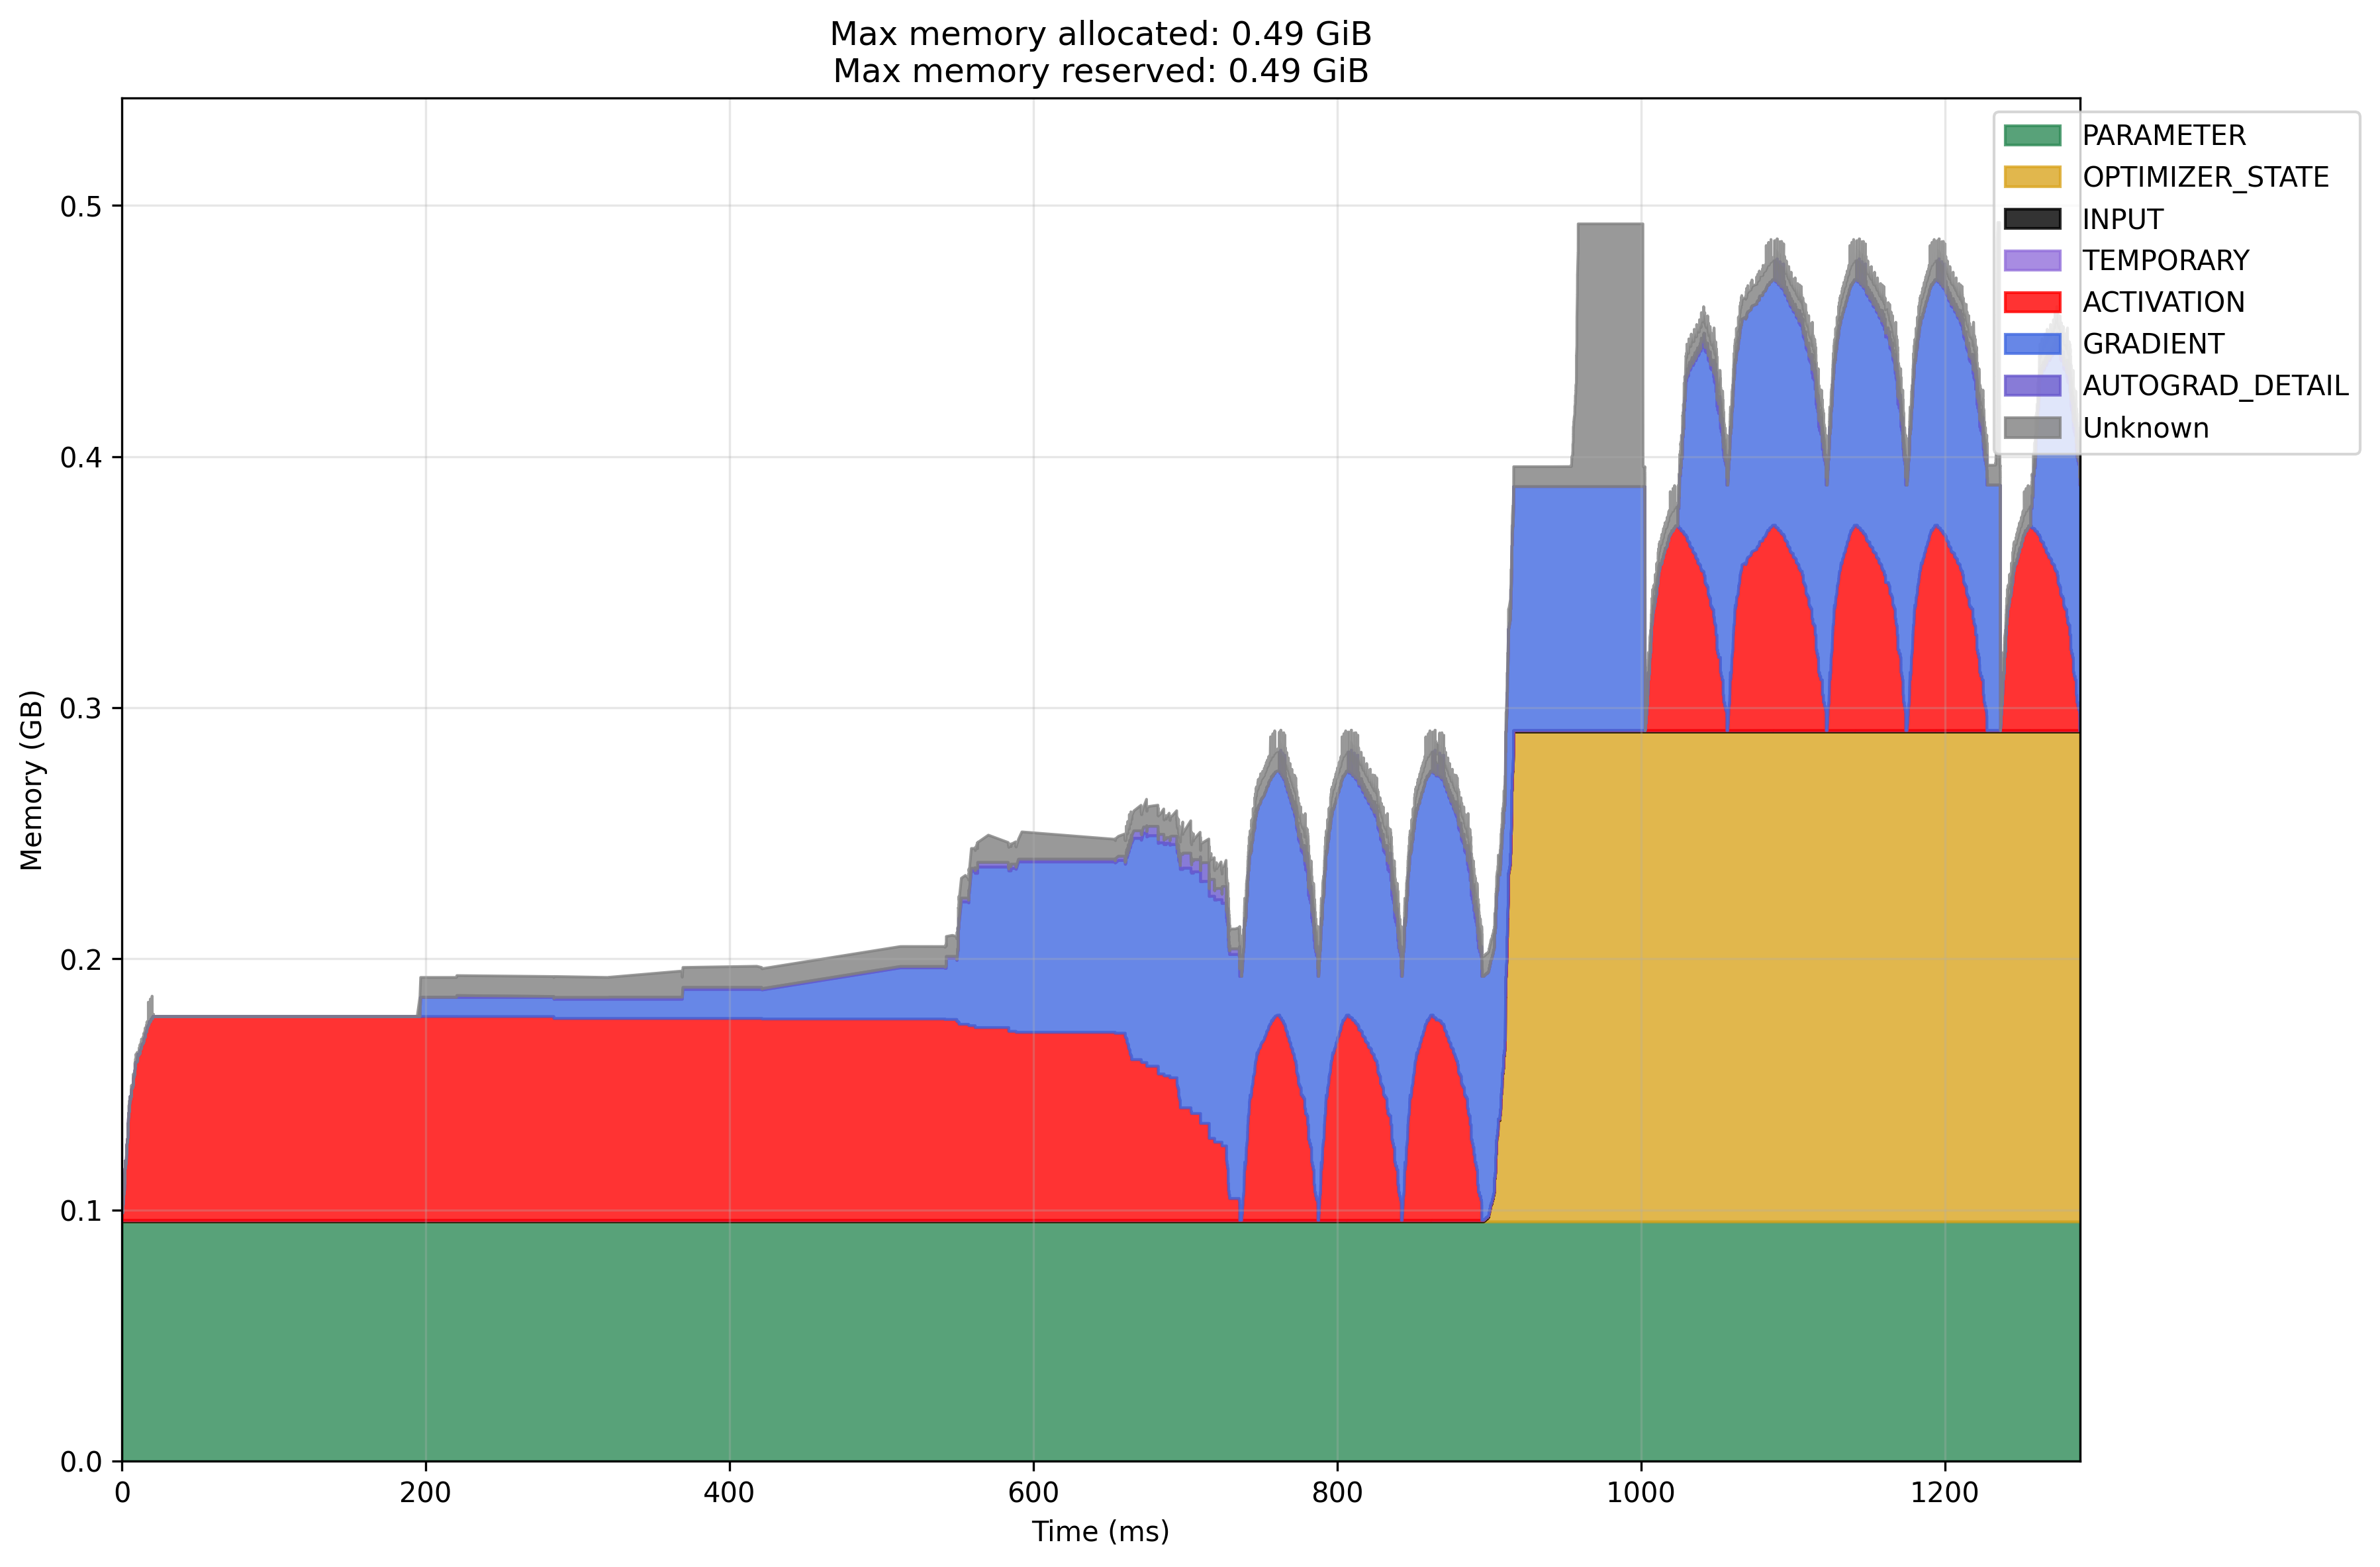 Max memory allocated: 0.49 GiB
Max memory reserved: 0.49 GiB
PARAMETER
OPTIMIZER_STATE
INPUT
TEMPORARY
ACTIVATION
GRADIENT
AUTOGRAD_DETAIL
Unknown
Memory (GB)
0.5
0.4
0.3
0.2
0.1
0.0
0
200
400
600
800
1000
1200
Time (ms)